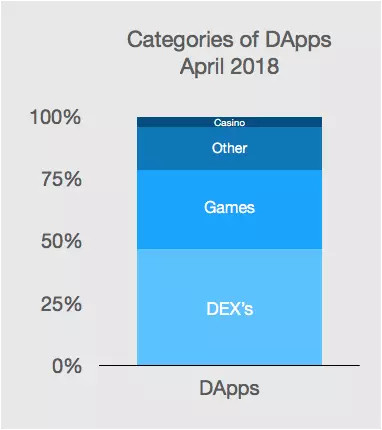 Categories of DApps
April 2018
100%
Casino
Other
75%
Games
50%
25%
DEX's
0%
DApps